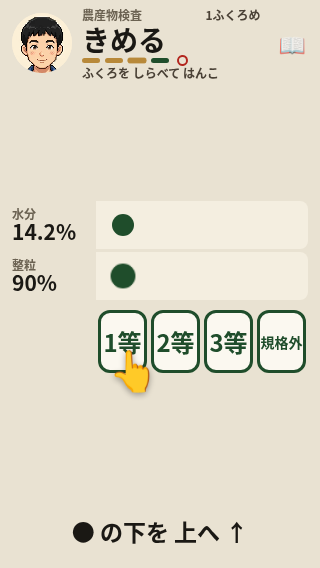 農産物検査
1ふくろめ
きめる
ふくろを しらべて はんこ
水分
14.2%
整粒
90%
1等
2等
3等
規格外
● の下を 上へ ↑